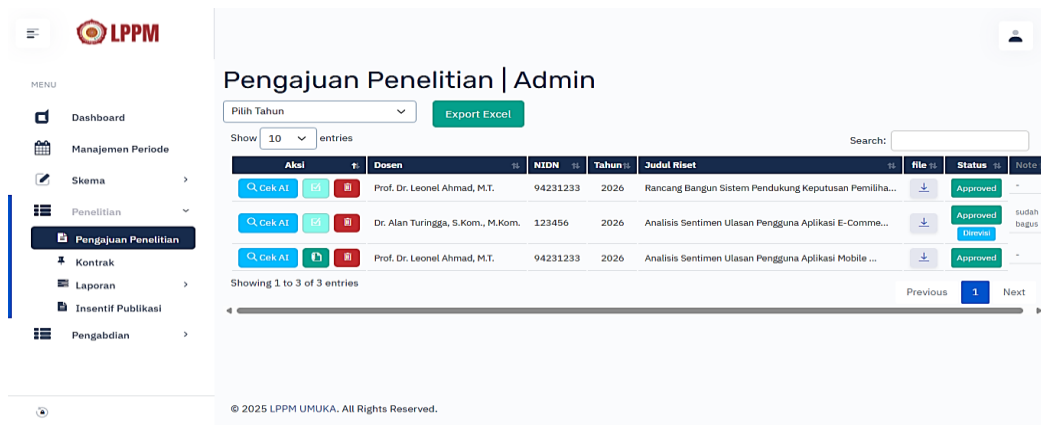 LPPM
MENU
Dashboard
Manajemen Periode
Skema
Penelitian
Pengajuan Penelitian
Kontrak
Laporan
Insentif Publikasi
Pengabdian
Pengajuan Penelitian | Admin
Pilih Tahun
Export Excel
Show 10 entries
Search:
Aksi Dosen NIDN Tahun Judul Riset file Status Note
Cek AI Prof. Dr. Leonel Ahmad, M.T. 94231233 2026 Rancang Bangun Sistem Pendukung Keputusan Pemiliha... Approved -
Cek AI Dr. Alan Turingga, S.Kom., M.Kom. 123456 2026 Analisis Sentimen Ulasan Pengguna Aplikasi E-Comme... Approved sudah
Direvisi bagus
Cek AI Prof. Dr. Leonel Ahmad, M.T. 94231233 2026 Analisis Sentimen Ulasan Pengguna Aplikasi Mobile ... Approved -
Showing 1 to 3 of 3 entries
Previous 1 Next
© 2025 LPPM UMUKA. All Rights Reserved.